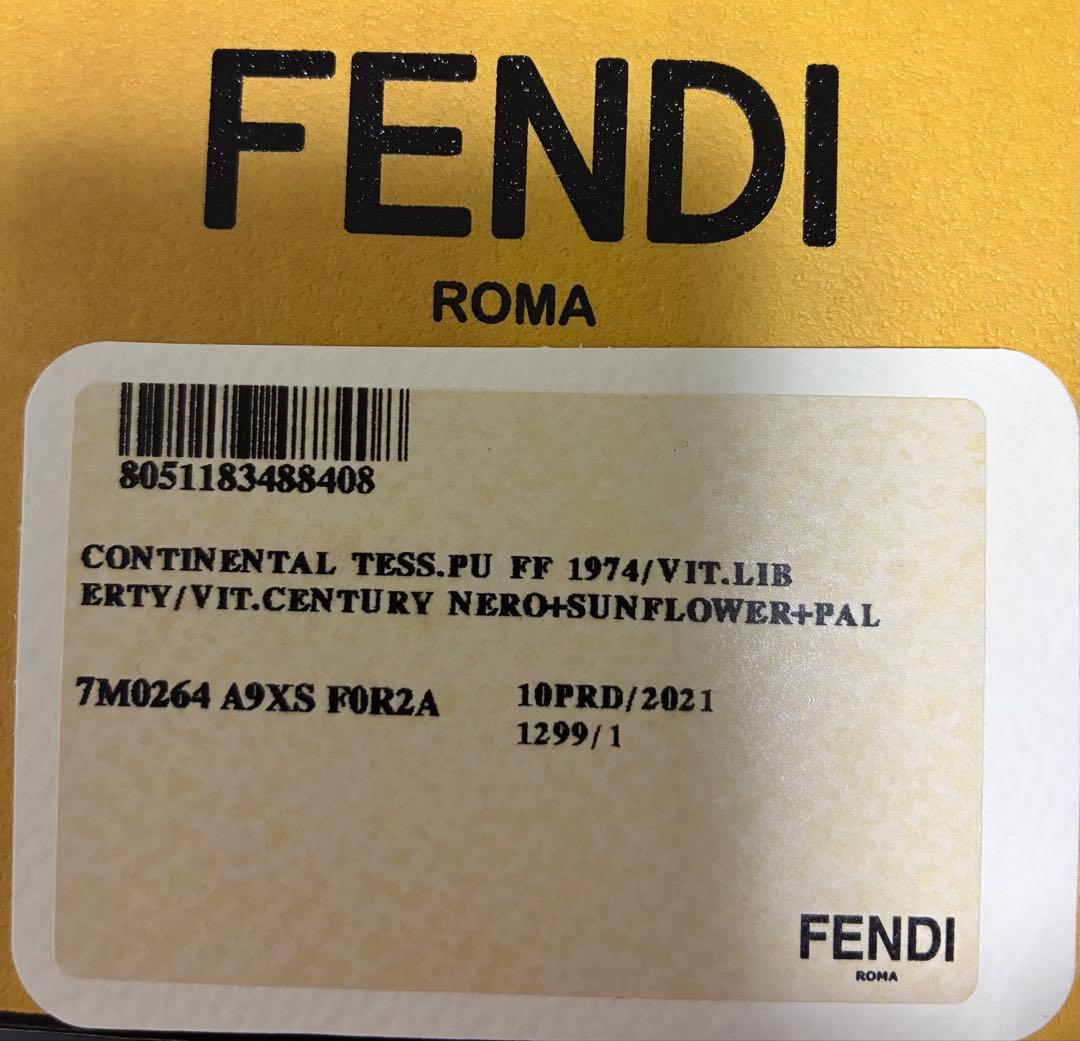 FENDI
ROMA
8051183488408
CONTINENTAL TESS.PU FF 1974/VIT.LIB
ERTY/VIT.CENTURY NERO+SUNFLOWER+PAL
7M0264 A9XS F0R2A 10PRD/2021
1299/1
FENDI
ROMA